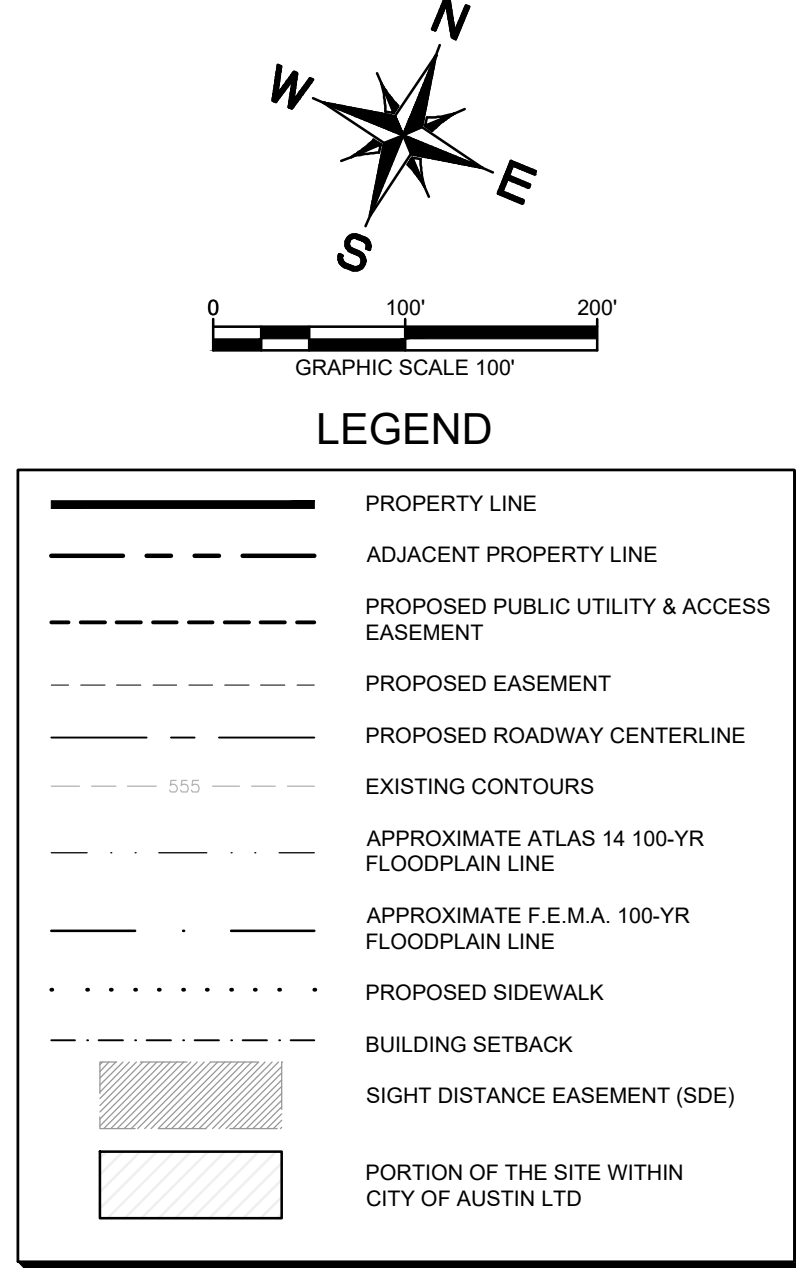 N
W
E
S
0 100' 200'
GRAPHIC SCALE 100'
LEGEND
PROPERTY LINE
ADJACENT PROPERTY LINE
PROPOSED PUBLIC UTILITY & ACCESS
EASEMENT
PROPOSED EASEMENT
PROPOSED ROADWAY CENTERLINE
555 EXISTING CONTOURS
APPROXIMATE ATLAS 14 100-YR
FLOODPLAIN LINE
APPROXIMATE F.E.M.A. 100-YR
FLOODPLAIN LINE
PROPOSED SIDEWALK
BUILDING SETBACK
SIGHT DISTANCE EASEMENT (SDE)
PORTION OF THE SITE WITHIN
CITY OF AUSTIN LTD